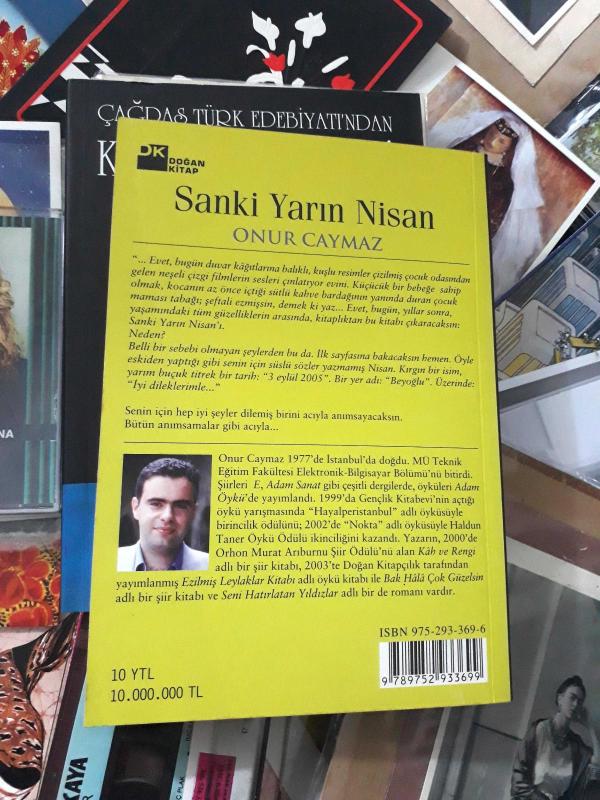 ÇAĞDAŞ TÜRK EDEBİYATI'NDAN
K
DK DOĞAN
KİTAP
Sanki Yarın Nisan
ONUR CAYMAZ
"... Evet, bugün duvar kâğıtlarına balıklı, kuşlu resimler çizilmiş çocuk odasından
gelen neşeli çizgi filmlerin sesleri çınlatıyor evini. Küçücük bir bebeğe sahip
olmak, kocanın az önce içtiği sütlü kahve bardağının yanında duran çocuk
maması tabağı; şeftali ezmişsin, demek ki yaz... Evet, bugün, yıllar sonra,
yaşamındaki tüm güzelliklerin arasında, kitaplıktan bu kitabı çıkaracaksın:
Sanki Yarın Nisan'ı.
Neden?
Belli bir sebebi olmayan şeylerden bu da. İlk sayfasına bakacaksın hemen. Öyle
eskiden yaptığı gibi senin için süslü sözler yazmamış Nisan. Kırgın bir isim,
yarım buçuk titrek bir tarih: "3 eylül 2005". Bir yer adı: "Beyoğlu". Üzerinde:
"İyi dileklerimle..."
Senin için hep iyi şeyler dilemiş birini acıyla anımsayacaksın.
Bütün anımsamalar gibi acıyla...
Onur Caymaz 1977'de İstanbul'da doğdu. MÜ Teknik
Eğitim Fakültesi Elektronik-Bilgisayar Bölümü'nü bitirdi.
Şiirleri E, Adam Sanat gibi çeşitli dergilerde, öyküleri Adam
Öykü'de yayımlandı. 1999'da Gençlik Kitabevi'nin açtığı
öykü yarışmasında "Hayalperistanbul" adlı öyküsüyle
birincilik ödülünü; 2002'de "Nokta" adlı öyküsüyle Haldun
Taner Öykü Ödülü ikinciliğini kazandı. Yazarın, 2000'de
Orhon Murat Arıburnu Şiir Ödülü'nü alan Kâh ve Rengi
adlı bir şiir kitabı, 2003'te Doğan Kitapçılık tarafından
yayımlanmış Ezilmiş Leylaklar Kitabı adlı öykü kitabı ile Bak Hâlâ Çok Güzelsin
adlı bir şiir kitabı ve Seni Hatırlatan Yıldızlar adlı bir de romanı vardır.
ISBN 975-293-369-6
9 789752 933699
10 YTL
10.000.000 TL
NA
KAYA